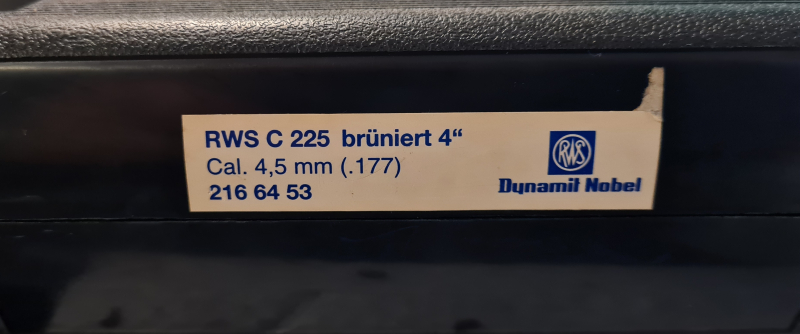 RWS C 225 brüniert 4“
Cal. 4,5 mm (.177)
216 64 53
RWS
Dynamit Nobel